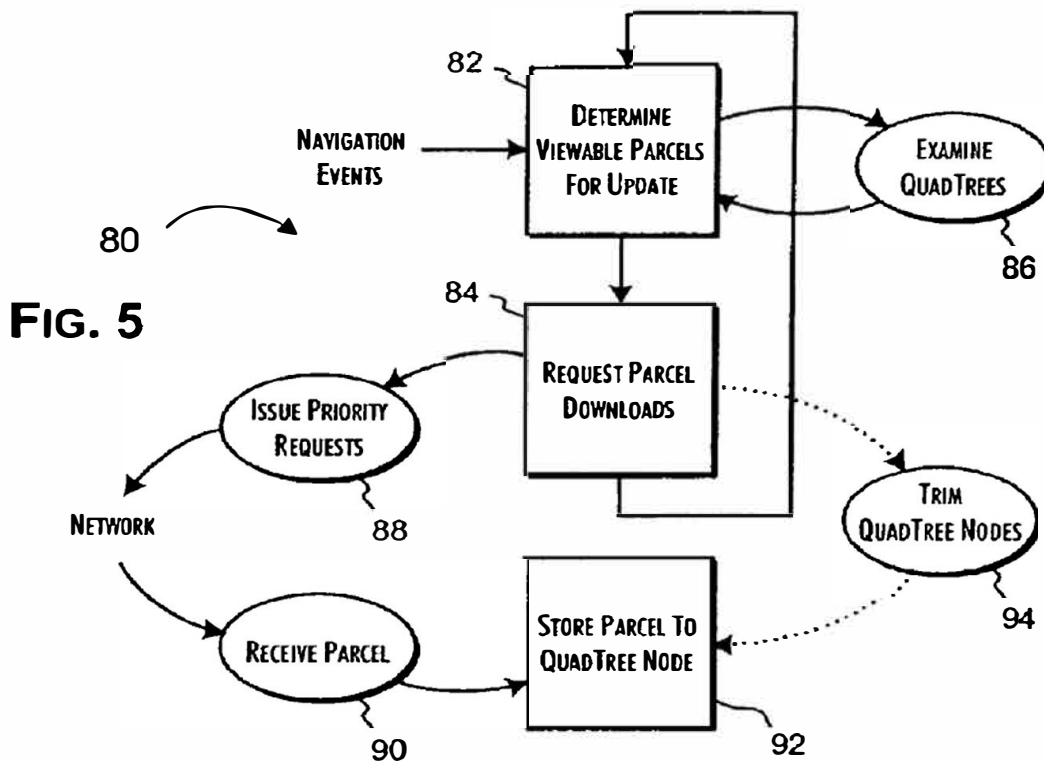 82
DETERMINE
VIEWABLE PARCELS
FOR UPDATE
NAVIGATION
EVENTS
EXAMINE
QUADTREES
86
80
FIG. 5
84
REQUEST PARCEL
DOWNLOADS
ISSUE PRIORITY
REQUESTS
88
NETWORK
TRIM
QUADTREE NODES
94
STORE PARCEL TO
QUADTREE NODE
92
RECEIVE PARCEL
90